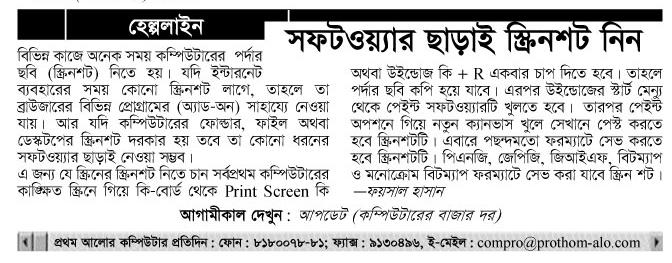 হেল্পলাইন
সফটওয়্যার ছাড়াই স্ক্রিনশট নিন
বিভিন্ন কাজে অনেক সময় কম্পিউটারের পর্দার
ছবি (স্ক্রিনশট) নিতে হয়। যদি ইন্টারনেট
ব্যবহারের সময় কোনো স্ক্রিনশট লাগে, তাহলে তা
ব্রাউজারের বিভিন্ন প্রোগ্রামের (অ্যাড-অন) সাহায্যে নেওয়া
যায়। আর যদি কম্পিউটারের ফোল্ডার, ফাইল অথবা
ডেস্কটপের স্ক্রিনশট দরকার হয় তবে তা কোনো ধরনের
সফটওয়্যার ছাড়াই নেওয়া সম্ভব।
এ জন্য যে স্ক্রিনের স্ক্রিনশট নিতে চান সর্বপ্রথম কম্পিউটারের
কাঙ্ক্ষিত স্ক্রিনে গিয়ে কি-বোর্ড থেকে Print Screen কি
অথবা উইন্ডোজ কি + R একবার চাপ দিতে হবে। তাহলে
পর্দার ছবি কপি হয়ে যাবে। এরপর উইন্ডোজের স্টার্ট মেন্যু
থেকে পেইন্ট সফটওয়্যারটি খুলতে হবে। তারপর পেইন্ট
অপশনে গিয়ে নতুন ক্যানভাস খুলে সেখানে পেস্ট করতে
হবে স্ক্রিনশটটি। এবারে পছন্দমতো ফরম্যাটে সেভ করতে
হবে স্ক্রিনশটটি। পিএনজি, জেপিজি, জিআইএফ, বিটম্যাপ
ও মনোক্রোম বিটম্যাপ ফরম্যাটে সেভ করা যাবে স্ক্রিন শট।
—ফয়সাল হাসান
আগামীকাল দেখুন : আপডেট (কম্পিউটারের বাজার দর)
প্রথম আলোর কম্পিউটার প্রতিদিন : ফোন : ৮১৮০০৭৮-৮১; ফ্যাক্স : ৯১৩০৪৯৬, ই-মেইল : compro@prothom-alo.com